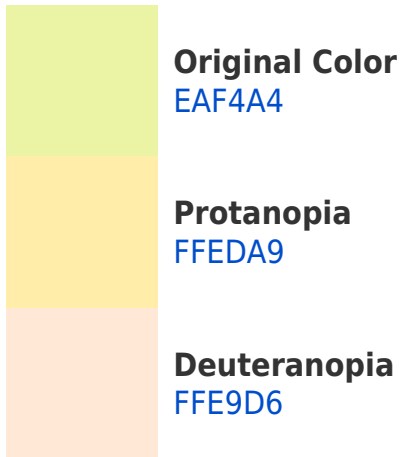 Original Color
EAF4A4
Protanopia
FFEDA9
Deuteranopia
FFE9D6